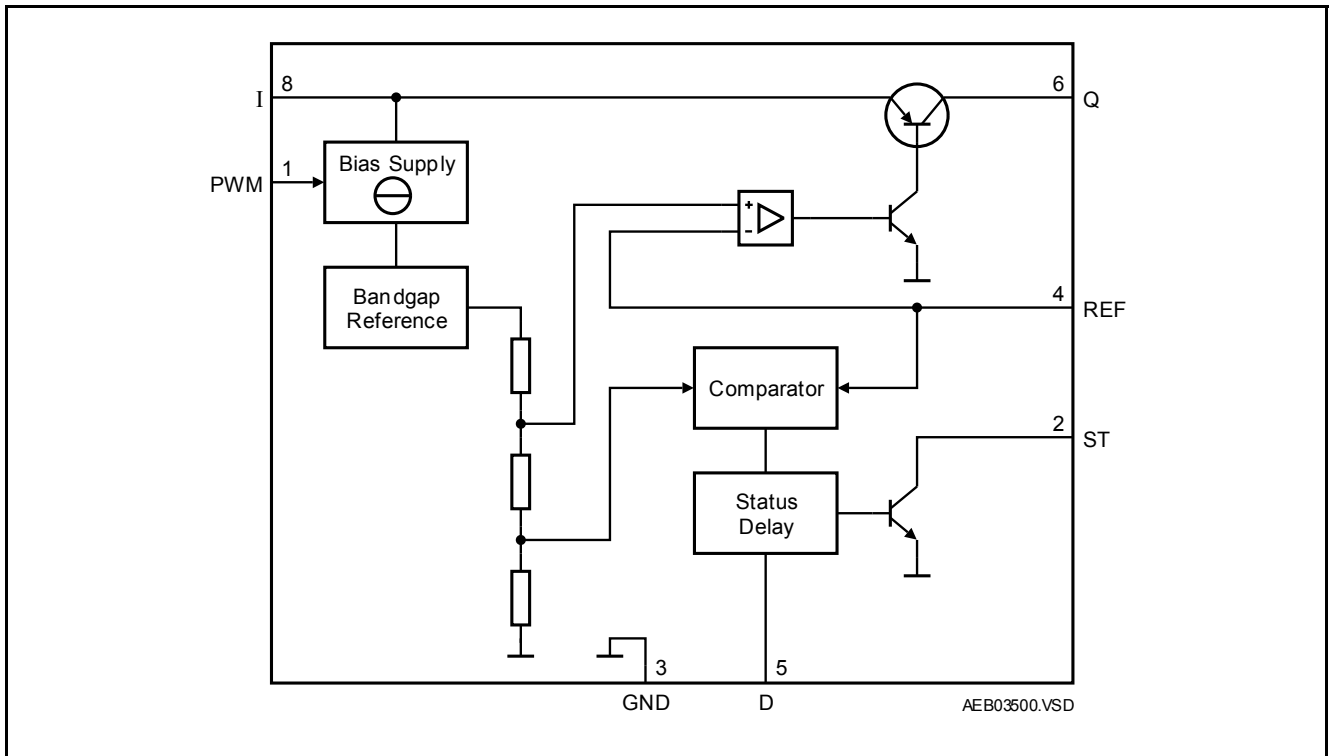 8
I
6
Q
Bias Supply
1
PWM
+
-
Bandgap
Reference
4
REF
Comparator
2
ST
Status
Delay
3
GND
5
D
AEB03500.VSD